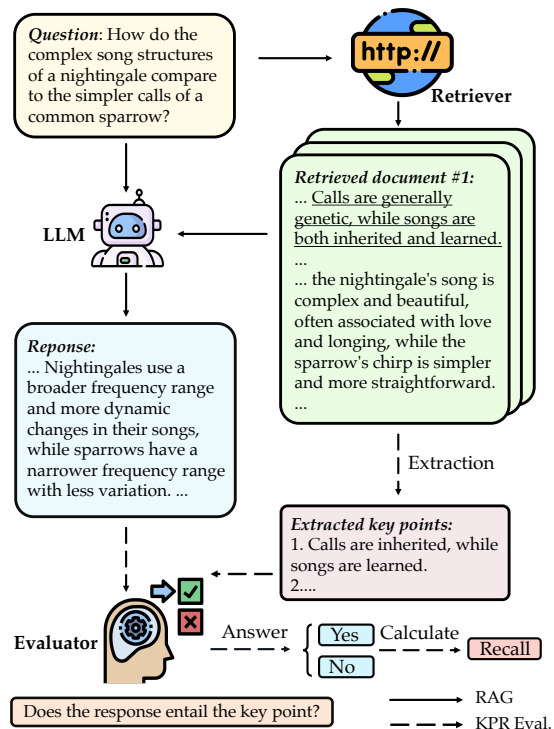 Question: How do the
complex song structures
of a nightingale compare
to the simpler calls of a
common sparrow?
http://
Retriever
Retrieved document #1:
... Calls are generally
genetic, while songs are
both inherited and learned.
...
... the nightingale's song is
complex and beautiful,
often associated with love
and longing, while the
sparrow's chirp is simpler
and more straightforward.
...
LLM
Reponse:
... Nightingales use a
broader frequency range
and more dynamic
changes in their songs,
while sparrows have a
narrower frequency range
with less variation. ...
Extraction
Extracted key points:
1. Calls are inherited, while
songs are learned.
2....
Evaluator
Answer
Yes
No
Calculate
Recall
Does the response entail the key point?
RAG
KPR Eval.